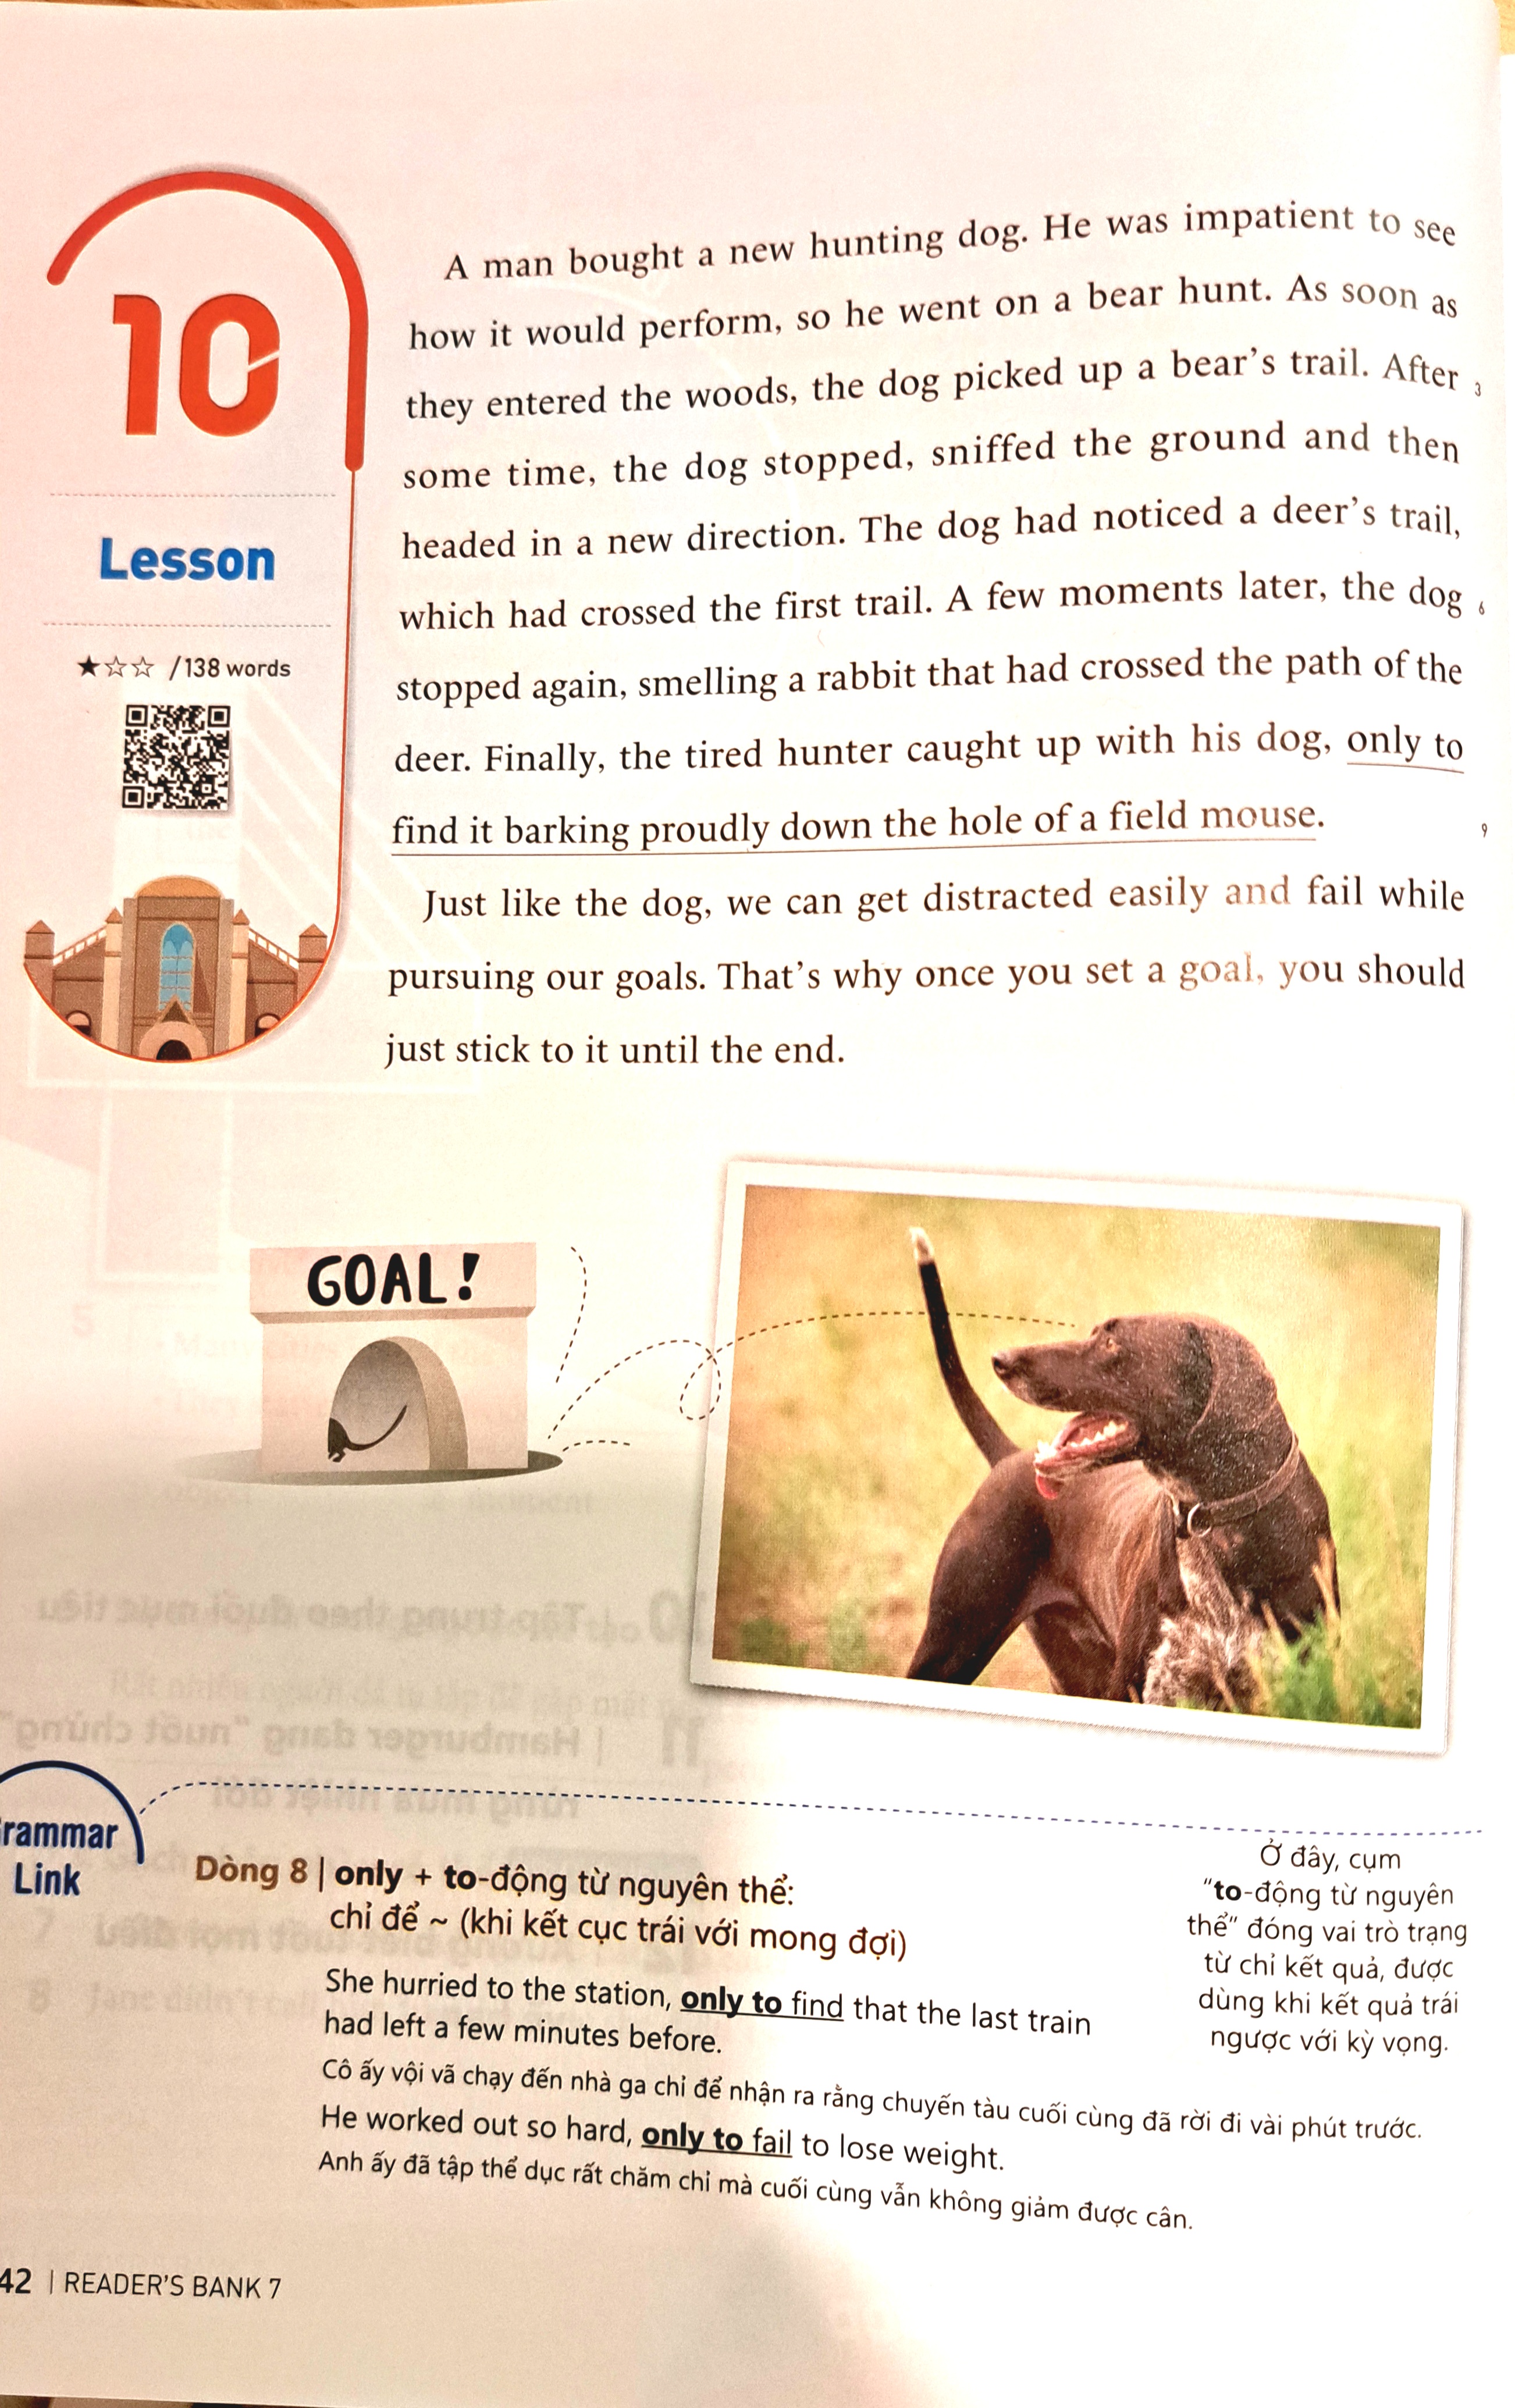 10
Lesson
★☆☆ /138 words
A man bought a new hunting dog. He was impatient to see
how it would perform, so he went on a bear hunt. As soon as
they entered the woods, the dog picked up a bear's trail. After 3
some time, the dog stopped, sniffed the ground and then
headed in a new direction. The dog had noticed a deer's trail,
which had crossed the first trail. A few moments later, the dog 6
stopped again, smelling a rabbit that had crossed the path of the
deer. Finally, the tired hunter caught up with his dog, only to
find it barking proudly down the hole of a field mouse. 9
Just like the dog, we can get distracted easily and fail while
pursuing our goals. That's why once you set a goal, you should
just stick to it until the end.
GOAL!
rammar
Link
Dòng 8 | only + to-động từ nguyên thể:
chỉ để ~ (khi kết cục trái với mong đợi)
She hurried to the station, only to find that the last train
had left a few minutes before.
Cô ấy vội vã chạy đến nhà ga chỉ để nhận ra rằng chuyến tàu cuối cùng đã rời đi vài phút trước.
He worked out so hard, only to fail to lose weight.
Anh ấy đã tập thể dục rất chăm chỉ mà cuối cùng vẫn không giảm được cân.
Ở đây, cụm
"to-động từ nguyên
thể" đóng vai trò trạng
từ chỉ kết quả, được
dùng khi kết quả trái
ngược với kỳ vọng.
42 | READER'S BANK 7